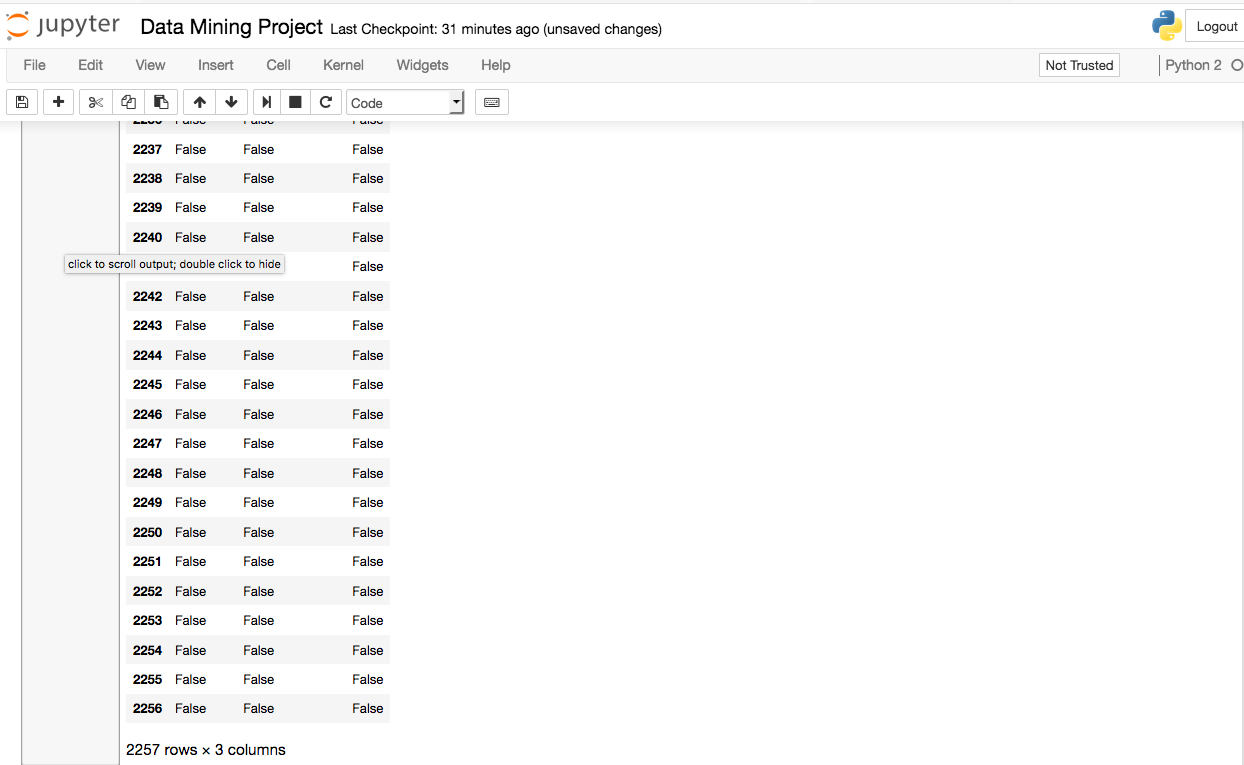 jupyter Data Mining Project Last Checkpoint: 31 minutes ago (unsaved changes) Logout
File Edit View Insert Cell Kernel Widgets Help Not Trusted Python 2
Code
2236 False False False
2237 False False False
2238 False False False
2239 False False False
2240 False False False
click to scroll output; double click to hide False
2242 False False False
2243 False False False
2244 False False False
2245 False False False
2246 False False False
2247 False False False
2248 False False False
2249 False False False
2250 False False False
2251 False False False
2252 False False False
2253 False False False
2254 False False False
2255 False False False
2256 False False False
2257 rows × 3 columns